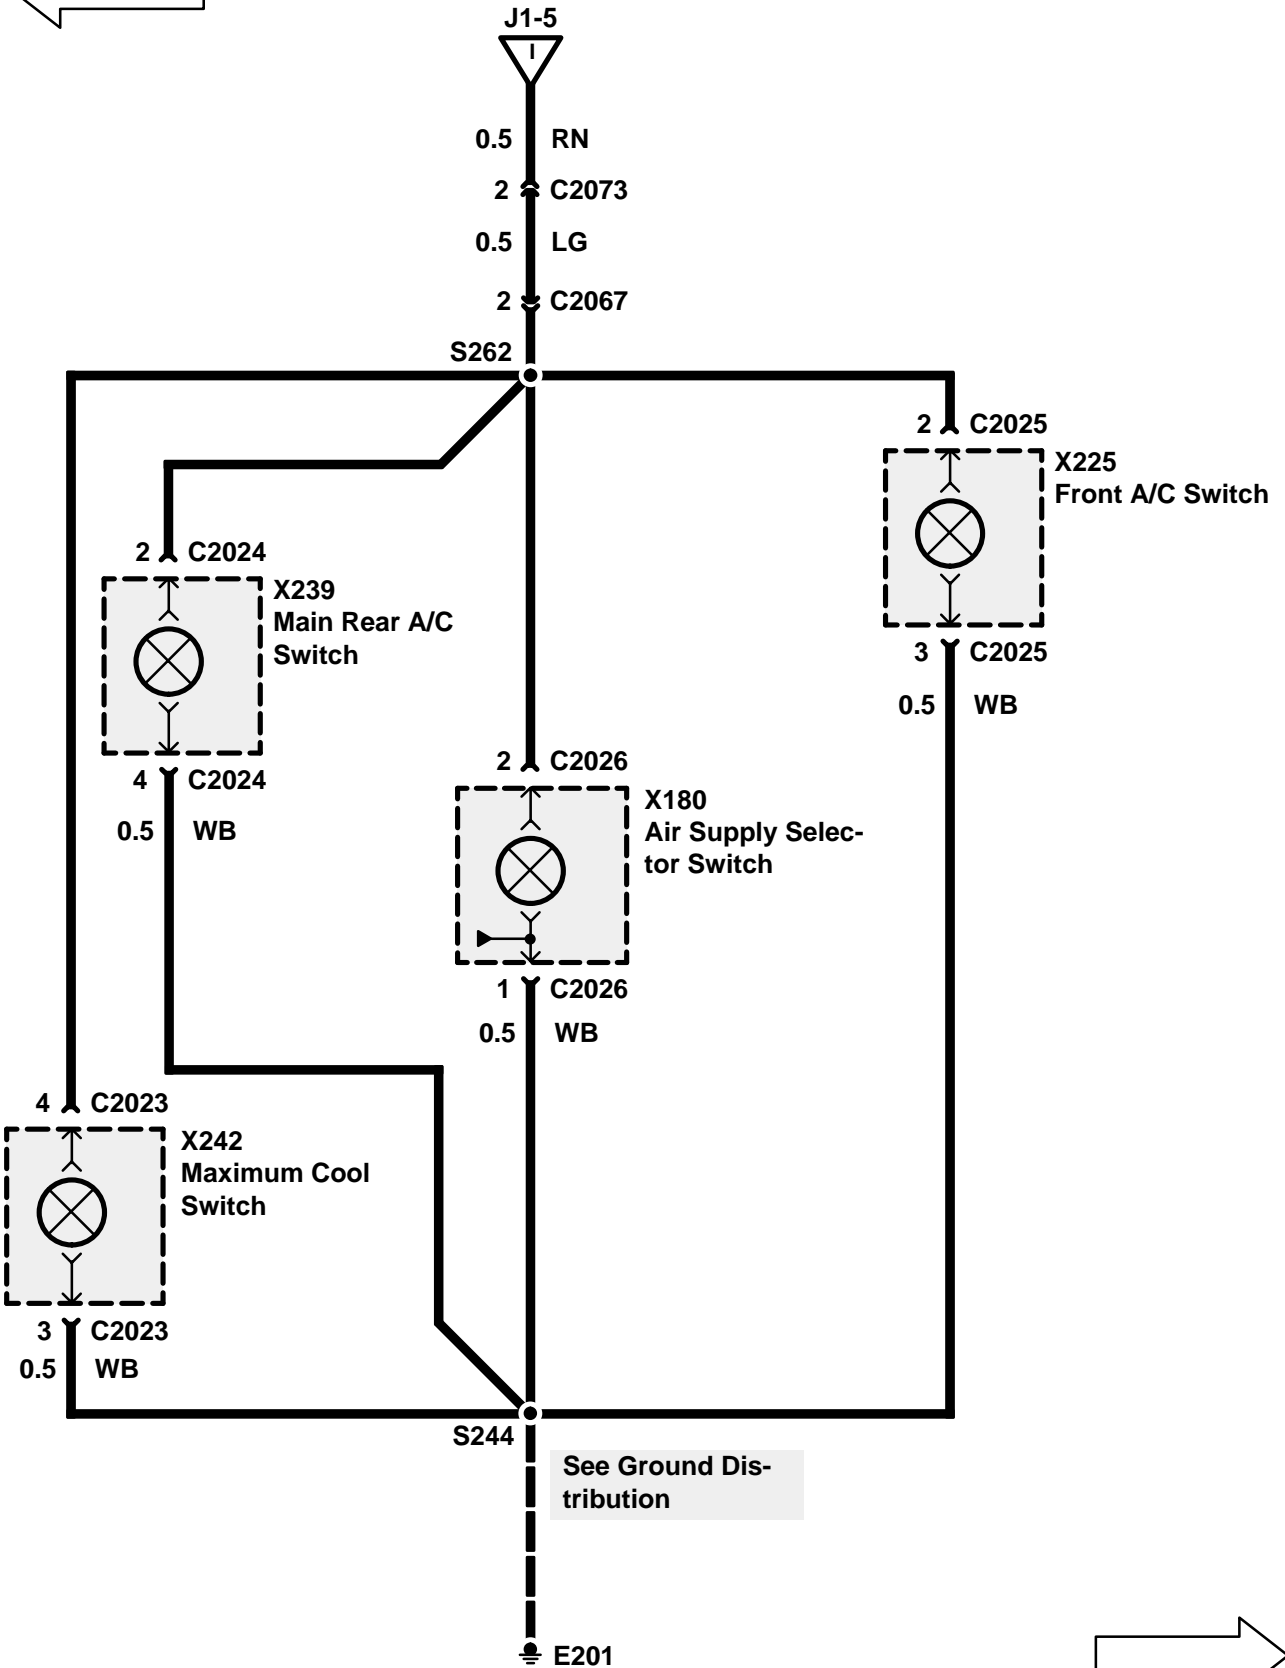 J1-5
I
0.5 RN
2 C2073
0.5 LG
2 C2067
S262
2 C2025
X225
Front A/C Switch
2 C2024
X239
Main Rear A/C
Switch
3 C2025
0.5 WB
4 C2024
0.5 WB
2 C2026
X180
Air Supply Selec-
tor Switch
1 C2026
0.5 WB
4 C2023
X242
Maximum Cool
Switch
3 C2023
0.5 WB
S244
See Ground Dis-
tribution
E201